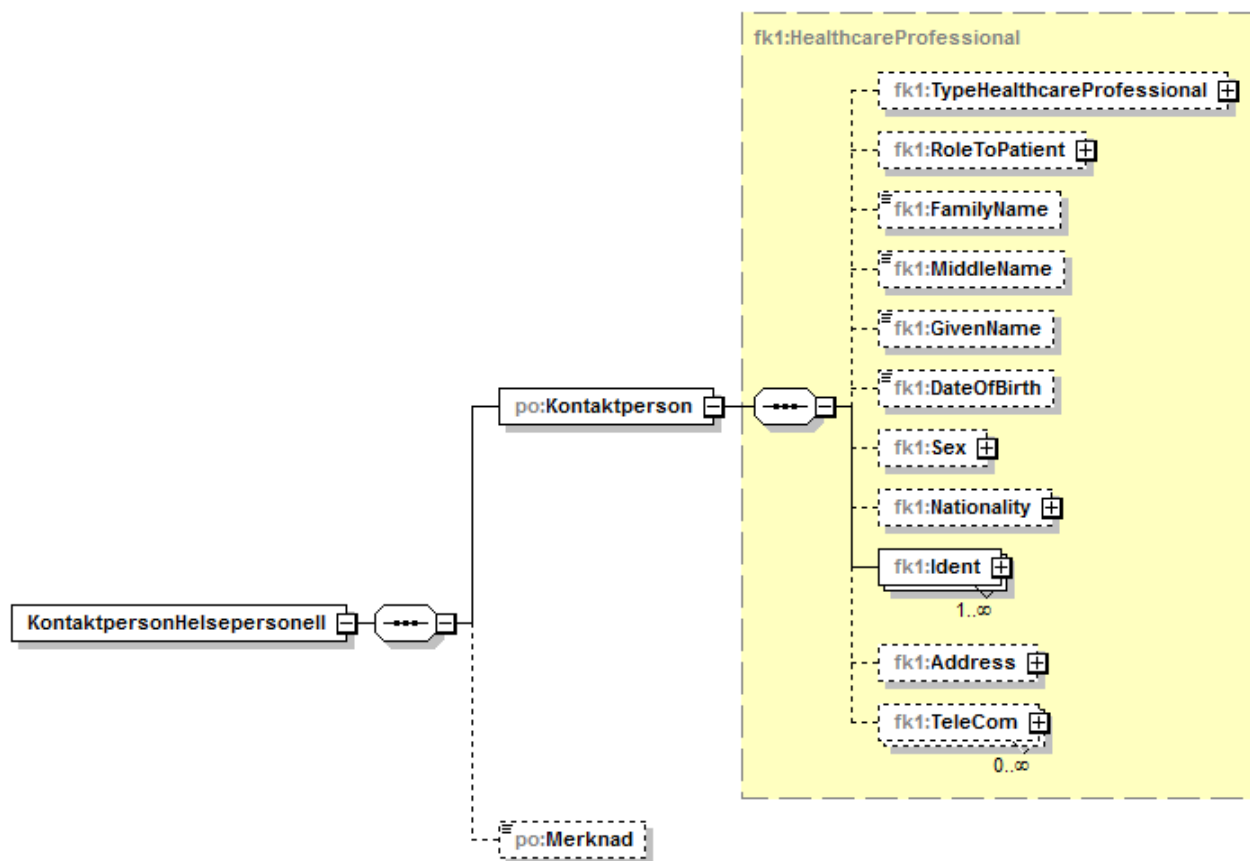 fk1:HealthcareProfessional
fk1:TypeHealthcareProfessional
fk1:RoleToPatient
fk1:FamilyName
fk1:MiddleName
fk1:GivenName
fk1:DateOfBirth
po:Kontaktperson
fk1:Sex
fk1:Nationality
fk1:Ident
1..∞
KontaktpersonHelsepersonell
fk1:Address
fk1:TeleCom
0..∞
po:Merknad